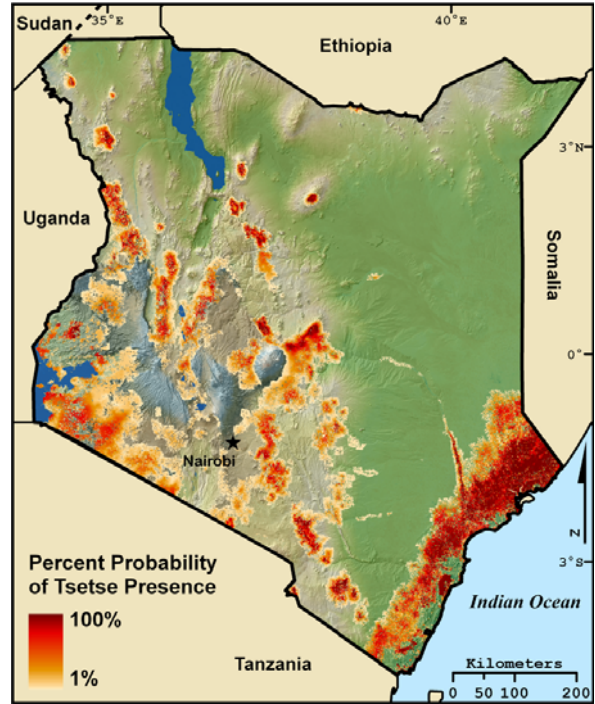 Sudan
35°E
40°E
Ethiopia
3°N
Uganda
Somalia
0°
Nairobi
N
3°S
Percent Probability
of Tsetse Presence
100%
1%
Indian Ocean
Tanzania
Kilometers
0 50 100 200